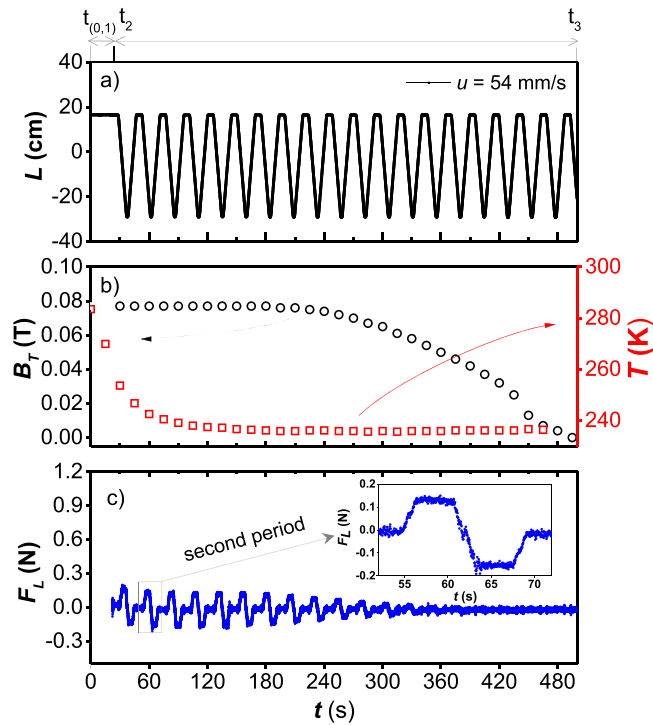 t(0,1) t2 t3
a)
u = 54 mm/s
40
20
0
-20
-40
L (cm)
b)
0.10
0.08
0.06
0.04
0.02
0.00
BT (T)
300
280
260
240
T (K)
c)
1.2
0.9
0.6
0.3
0.0
-0.3
FL (N)
second period
0.2
0.1
0.0
-0.1
-0.2
FL (N)
55 60 65 70
t (s)
0 60 120 180 240 300 360 420 480
t (s)